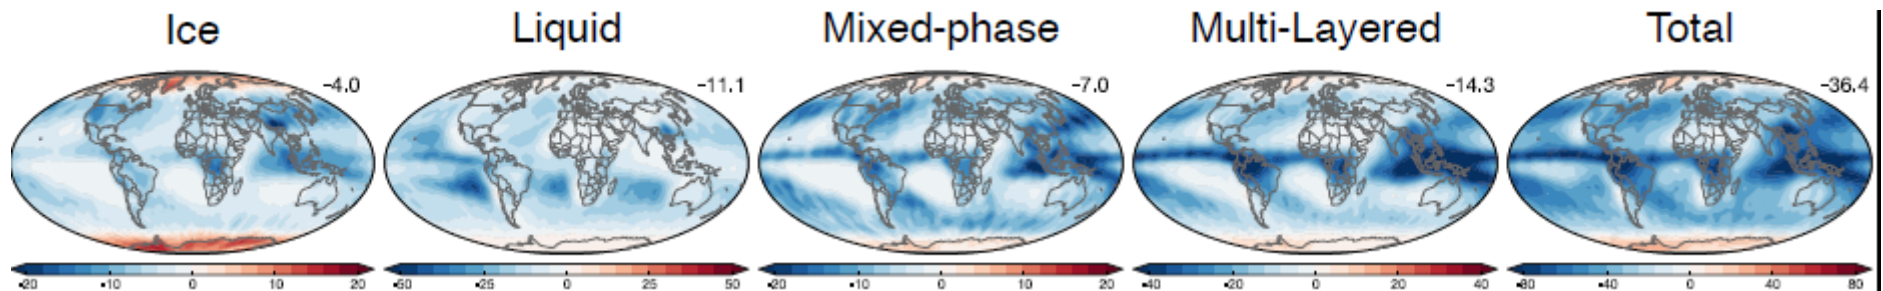 Ice Liquid Mixed-phase Multi-Layered Total
-4.0 -11.1 -7.0 -14.3 -36.4
-20 -10 0 10 20 -50 -25 0 25 50 -20 -10 0 10 20 -40 -20 0 20 40 -80 -40 0 40 80